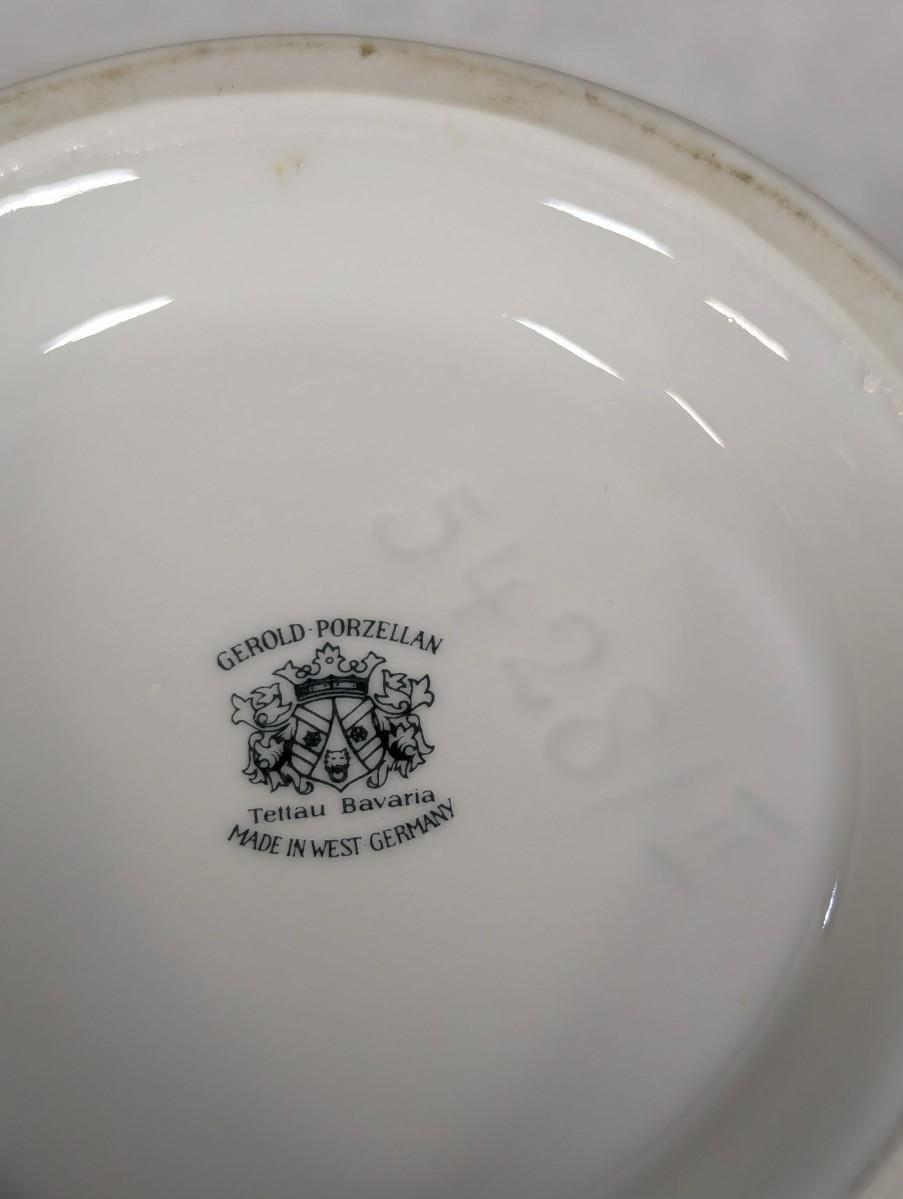 GEROLD·PORZELLAN
Tettau Bavaria
MADE IN WEST·GERMANY
5428/1